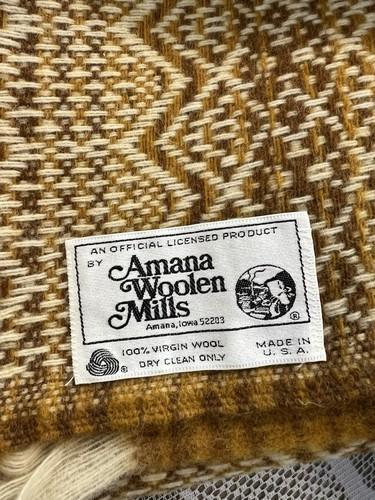 AN OFFICIAL LICENSED PRODUCT
BY Amana
Woolen
Mills
Amana, Iowa 52203
®
100% VIRGIN WOOL
DRY CLEAN ONLY
®
MADE IN
U. S. A.